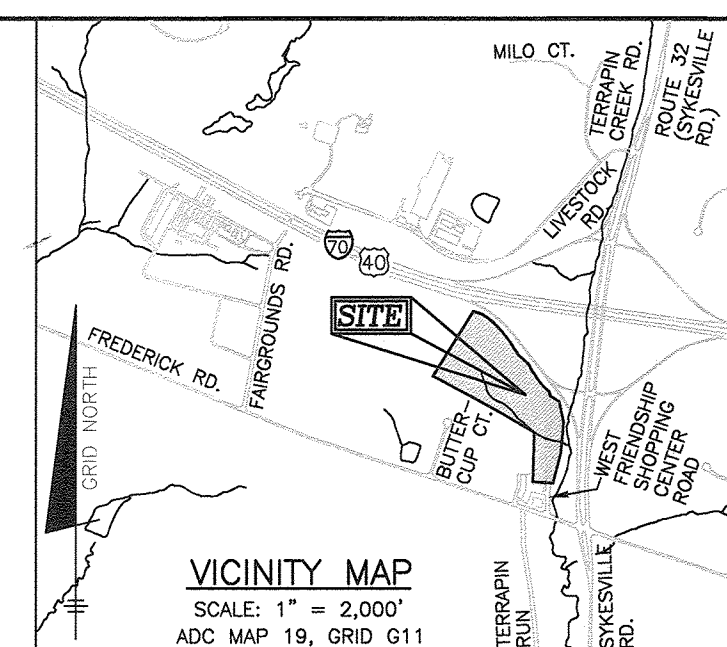 MILO CT.
TERRAPIN
CREEK RD.
ROUTE 32
(SYKESVILLE
RD.)
LIVESTOCK
RD.
70
40
FAIRGROUNDS RD.
SITE
FREDERICK RD.
GRID NORTH
BUTTER-
CUP CT.
WEST
FRIENDSHIP
SHOPPING
CENTER
ROAD
VICINITY MAP
SCALE: 1" = 2,000'
ADC MAP 19, GRID G11
TERRAPIN
RUN
SYKESVILLE
RD.